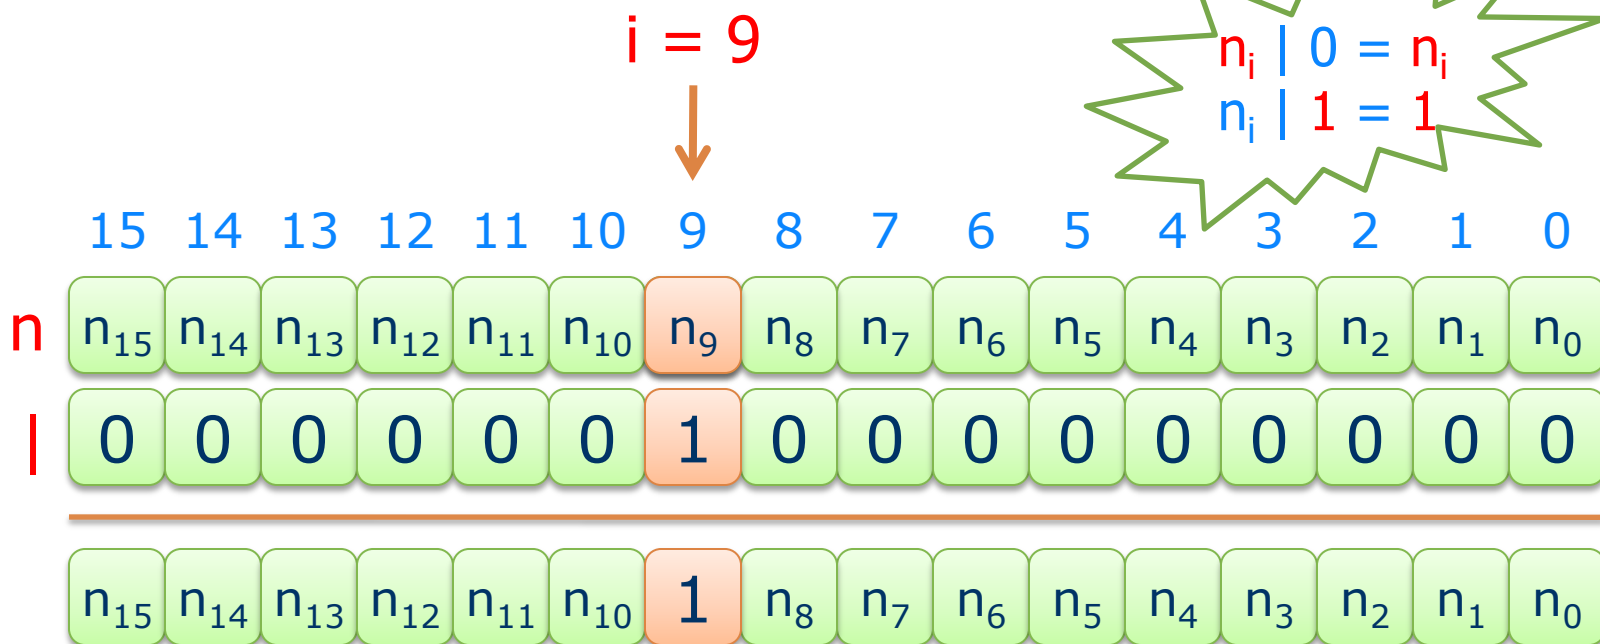 i = 9
nᵢ | 0 = nᵢ
nᵢ | 1 = 1
15 14 13 12 11 10 9 8 7 6 5 4 3 2 1 0
n n₁₅ n₁₄ n₁₃ n₁₂ n₁₁ n₁₀ n₉ n₈ n₇ n₆ n₅ n₄ n₃ n₂ n₁ n₀
| 0 0 0 0 0 0 1 0 0 0 0 0 0 0 0 0
n₁₅ n₁₄ n₁₃ n₁₂ n₁₁ n₁₀ 1 n₈ n₇ n₆ n₅ n₄ n₃ n₂ n₁ n₀